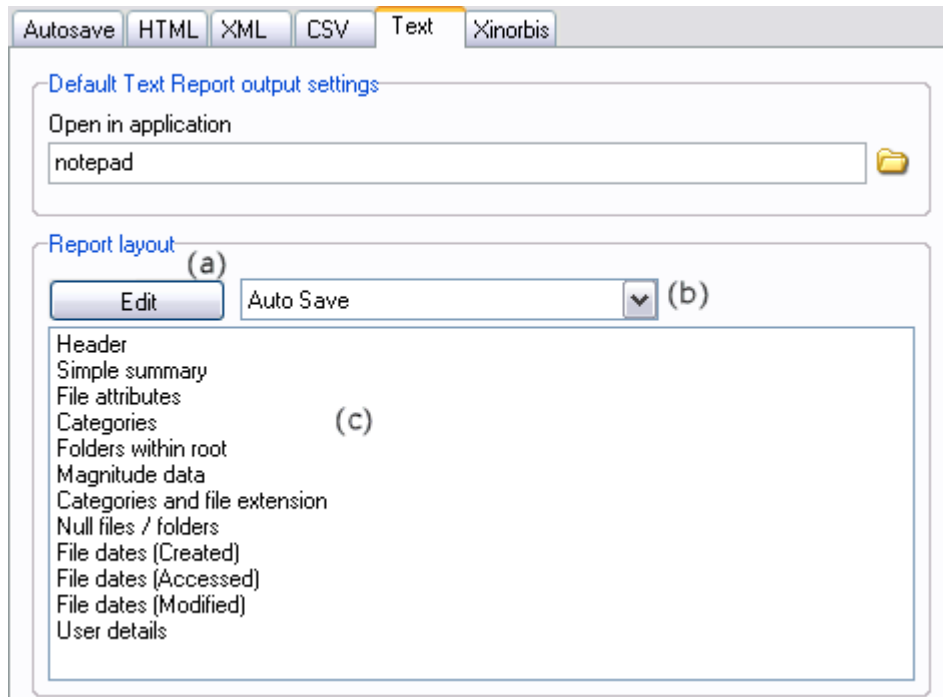 Autosave HTML XML CSV Text Xinorbis
Default Text Report output settings
Open in application
notepad
Report layout
(a)
Edit Auto Save (b)
Header
Simple summary
File attributes
Categories (c)
Folders within root
Magnitude data
Categories and file extension
Null files / folders
File dates (Created)
File dates (Accessed)
File dates (Modified)
User details